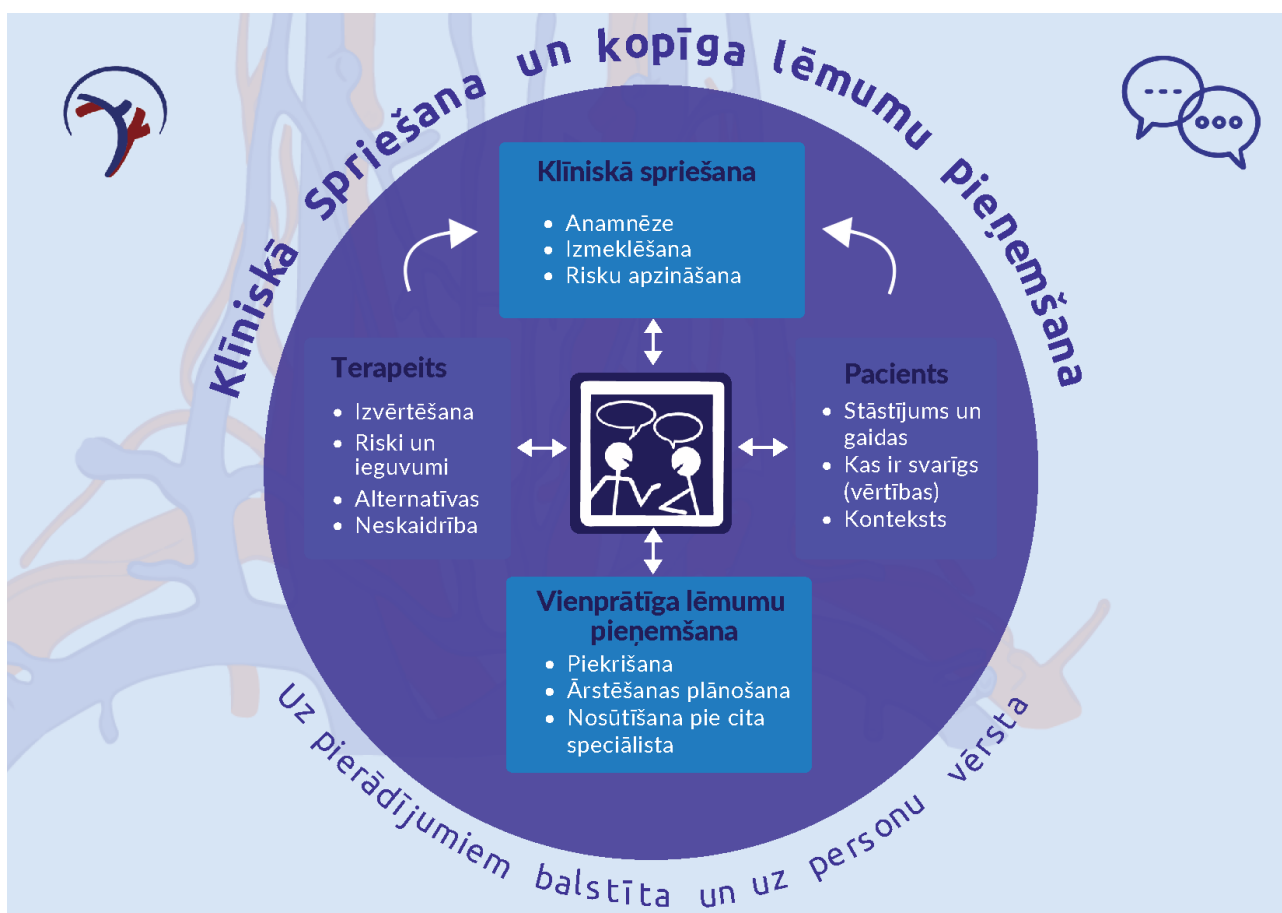 Klīniskā Spriešana un kopīga lēmumu pieņemšana
Klīniskā spriešana
• Anamnēze
• Izmeklēšana
• Risku apzināšana
Terapeits
• Izvērtēšana
• Riski un
ieguvumi
• Alternatīvas
• Neskaidrība
Pacients
• Stāstījums un
gaidas
• Kas ir svarīgs
(vērtības)
• Konteksts
Vienprātīga lēmumu
pieņemšana
• Piekrišana
• Ārstēšanas plānošana
• Nosūtīšana pie cita
speciālista
Uz pierādījumiem balstīta un uz personu vērsta